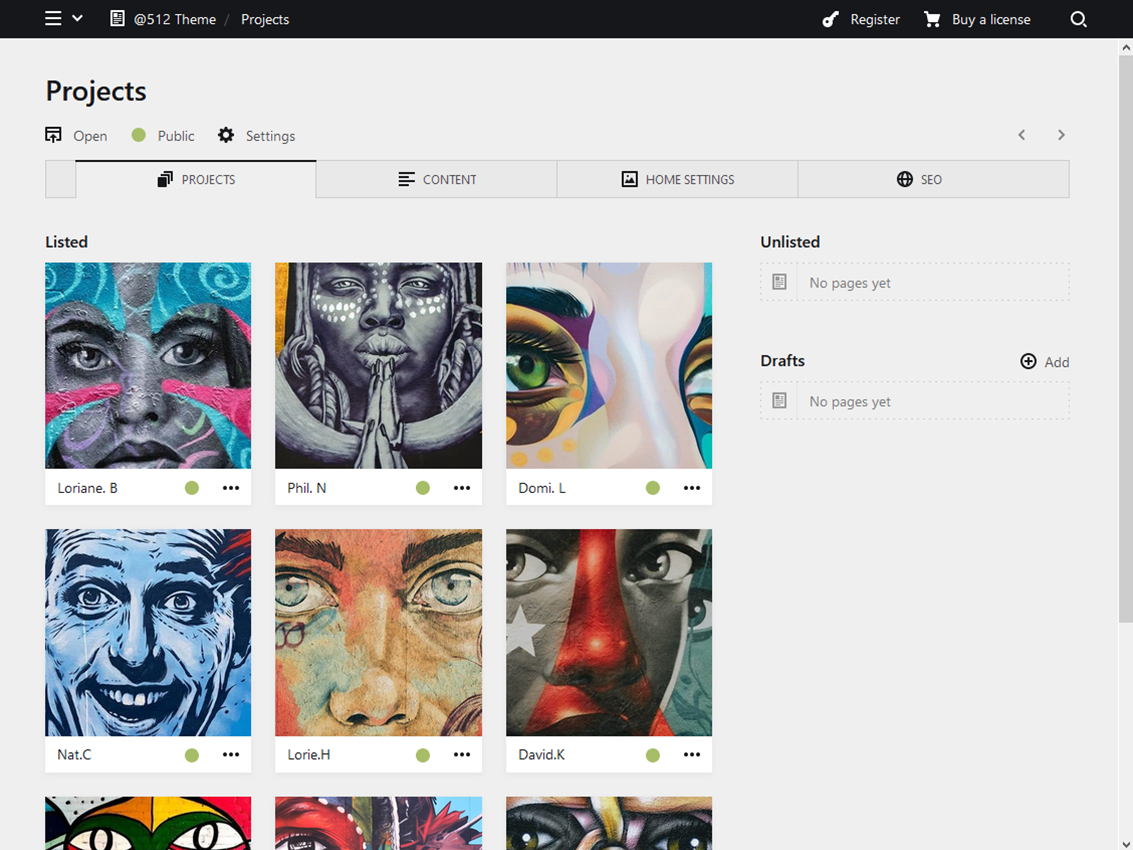 @512 Theme / Projects Register Buy a license
Projects
Open Public Settings
PROJECTS CONTENT HOME SETTINGS SEO
Listed
Loriane. B
Phil. N
Domi. L
Nat.C
Lorie.H
David.K
Unlisted
No pages yet
Drafts Add
No pages yet